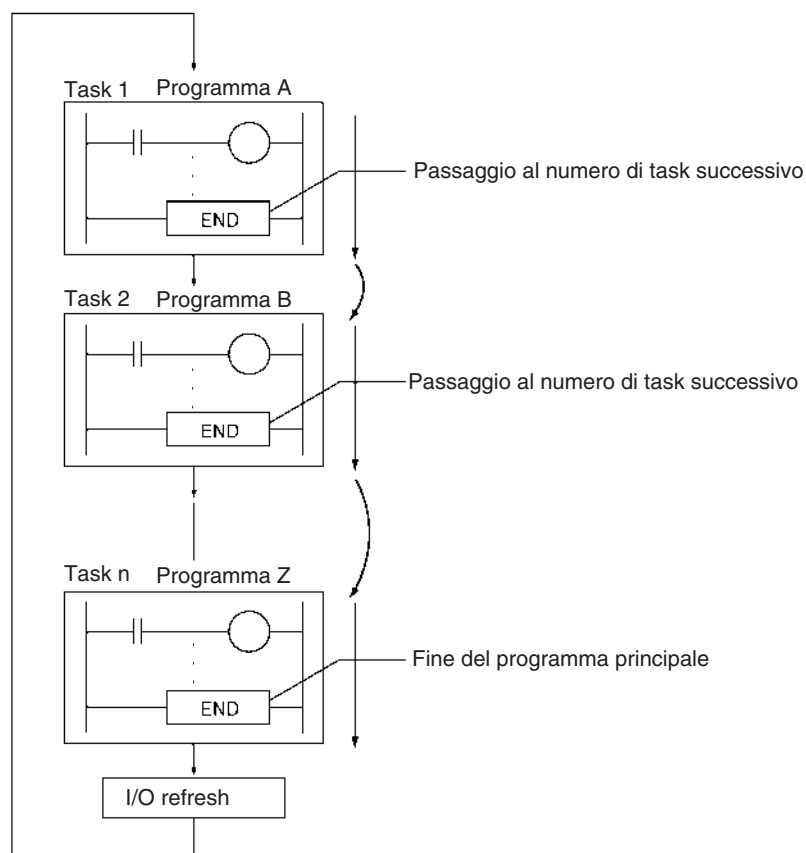 Task 1 Programma A
Passaggio al numero di task successivo
END
Task 2 Programma B
Passaggio al numero di task successivo
END
Task n Programma Z
Fine del programma principale
END
I/O refresh